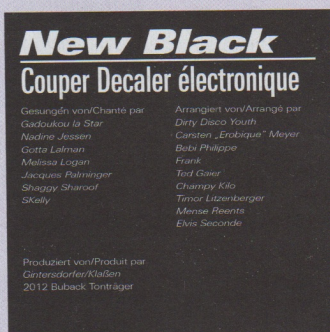 New Black
Couper Decaler électronique
Gesungen von/Chanté par
Gadoukou la Star
Nadine Jessen
Gotta Lalman
Melissa Logan
Jacques Palminger
Shaggy Sharoof
SKelly
Arrangiert von/Arrangé par
Dirty Disco Youth
Carsten „Erobique” Meyer
Bebi Philippe
Frank
Ted Gaier
Champy Kilo
Timor Litzenberger
Mense Reents
Elvis Seconde
Produziert von/Produit par
Gintersdorfer/Klaßen
2012 Buback Tonträger